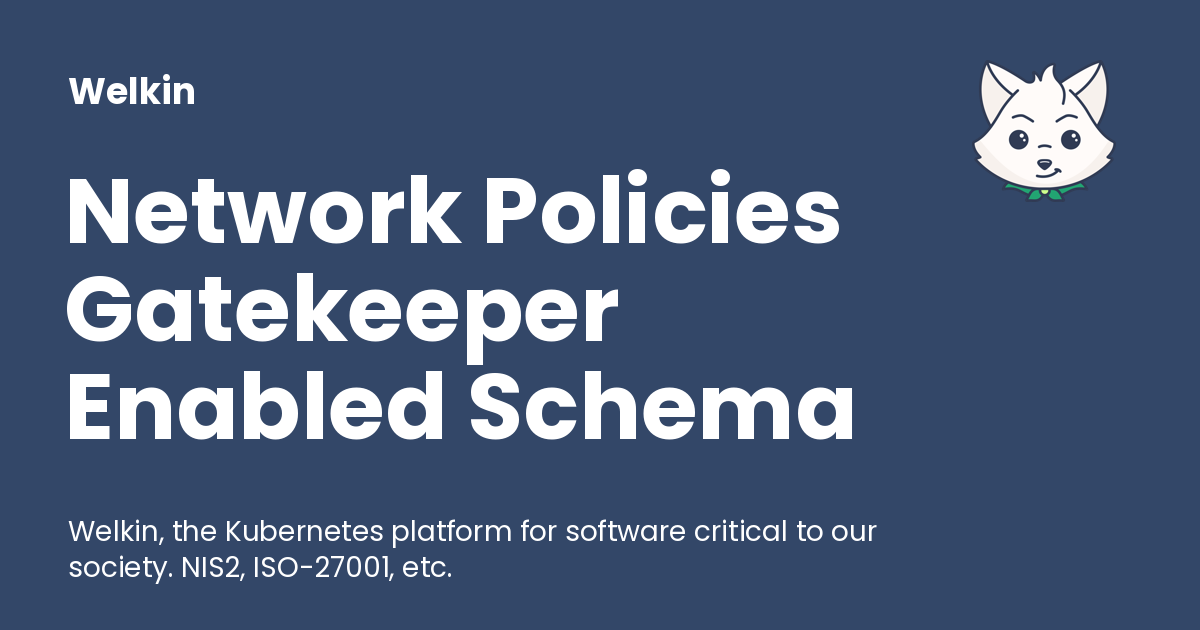 Welkin
Network Policies
Gatekeeper
Enabled Schema
Welkin, the Kubernetes platform for software critical to our
society. NIS2, ISO-27001, etc.